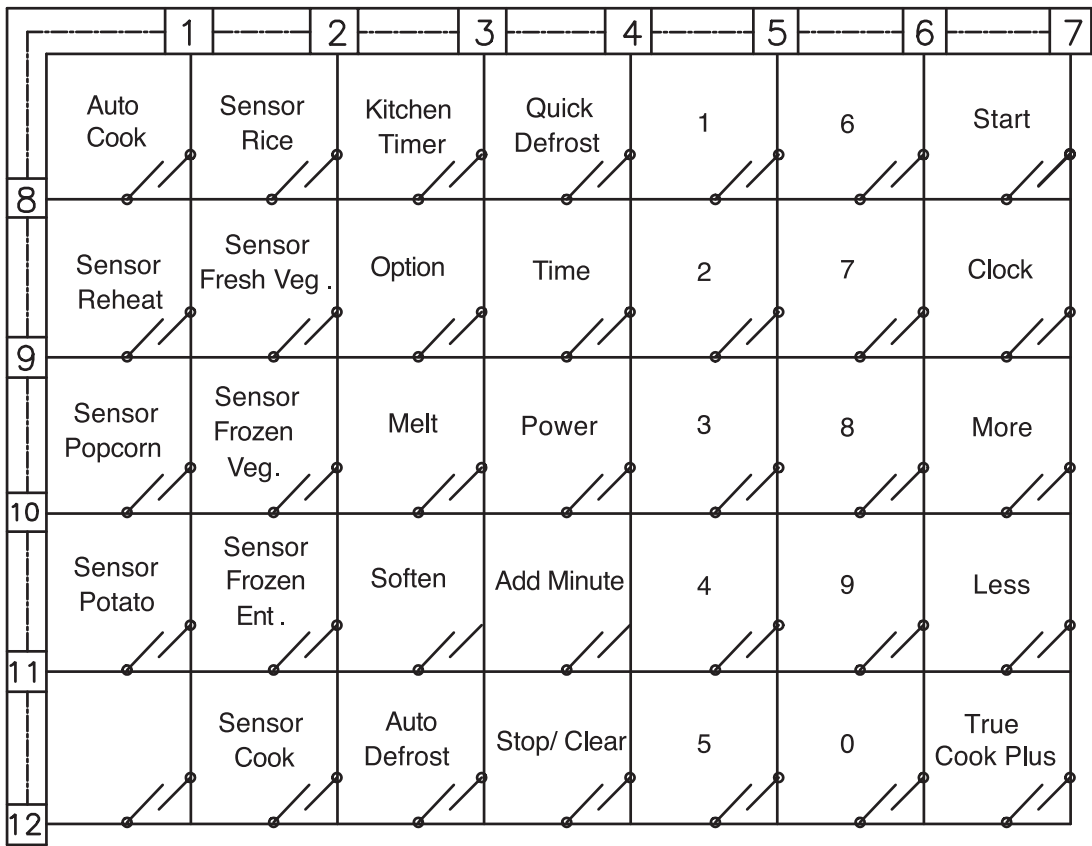 1 2 3 4 5 6 7
Auto
Cook
Sensor
Rice
Kitchen
Timer
Quick
Defrost
1
6
Start
8
Sensor
Reheat
Sensor
Fresh Veg .
Option
Time
2
7
Clock
9
Sensor
Popcorn
Sensor
Frozen
Veg.
Melt
Power
3
8
More
10
Sensor
Potato
Sensor
Frozen
Ent .
Soften
Add Minute
4
9
Less
11
Sensor
Cook
Auto
Defrost
Stop/ Clear
5
0
True
Cook Plus
12